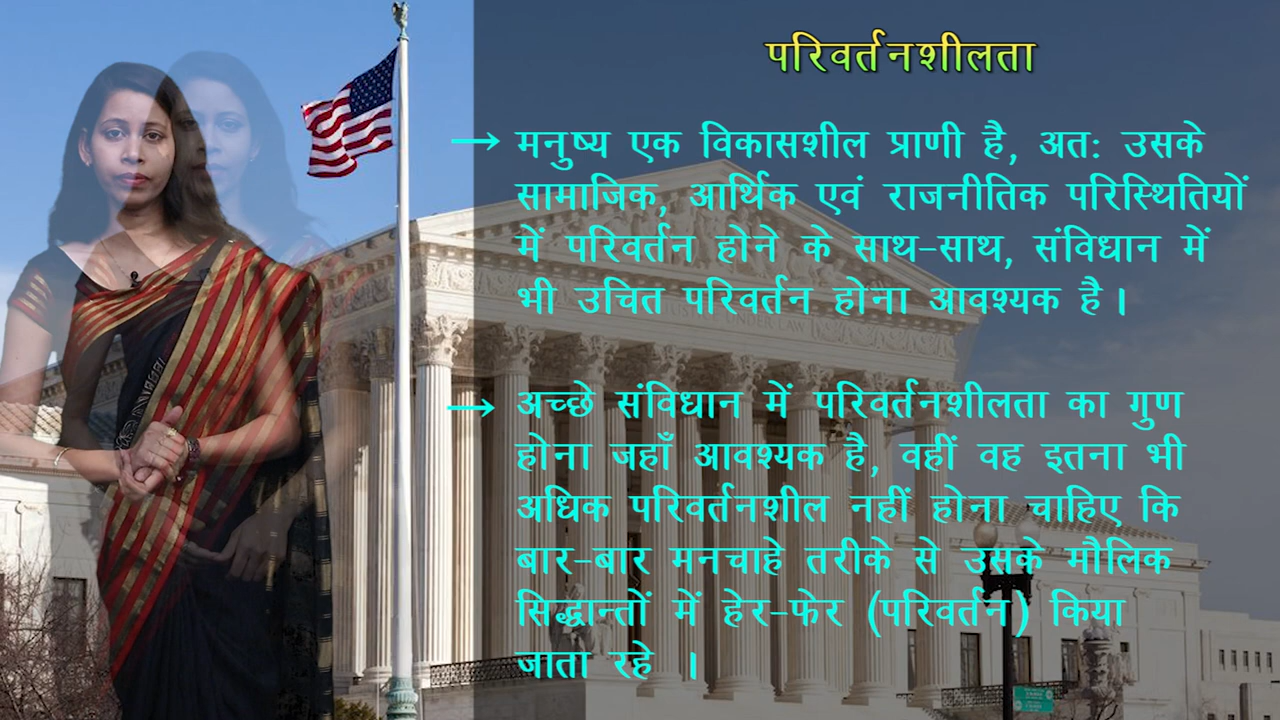 परिवर्तनशीलता
→ मनुष्य एक विकासशील प्राणी है, अतः उसके
सामाजिक, आर्थिक एवं राजनीतिक परिस्थितियों
में परिवर्तन होने के साथ-साथ, संविधान में
भी उचित परिवर्तन होना आवश्यक है।
→ अच्छे संविधान में परिवर्तनशीलता का गुण
होना जहाँ आवश्यक है, वहीं वह इतना भी
अधिक परिवर्तनशील नहीं होना चाहिए कि
बार-बार मनचाहे तरीके से उसके मौलिक
सिद्धान्तों में हेर-फेर (परिवर्तन) किया
जाता रहे ।
UNDER LAW